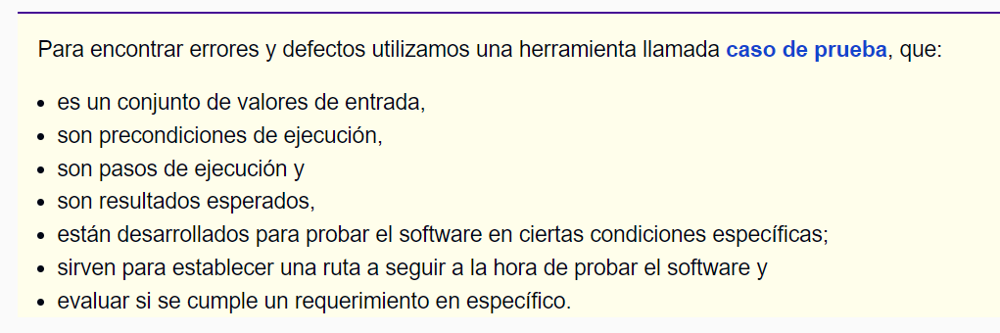 Para encontrar errores y defectos utilizamos una herramienta llamada caso de prueba, que:
• es un conjunto de valores de entrada,
• son precondiciones de ejecución,
• son pasos de ejecución y
• son resultados esperados,
• están desarrollados para probar el software en ciertas condiciones específicas;
• sirven para establecer una ruta a seguir a la hora de probar el software y
• evaluar si se cumple un requerimiento en específico.